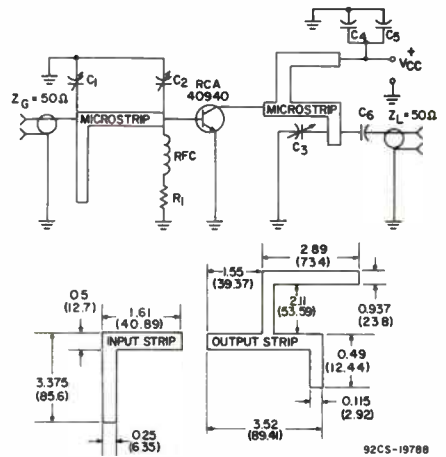 C4 C5
+
VCC
C1
C2
RCA
40940
ZG=50Ω
MICROSTRIP
MICROSTRIP
C6
ZL=50Ω
C3
RFC
R1
2.89
(73.4)
1.55
(39.37)
0.5
(12.7)
1.61
(40.89)
2.11
(53.59)
0.937
(23.8)
INPUT STRIP
OUTPUT STRIP
0.49
(12.44)
3.375
(85.6)
0.115
(2.92)
0.25
(6.35)
3.52
(89.41)
92CS-19788